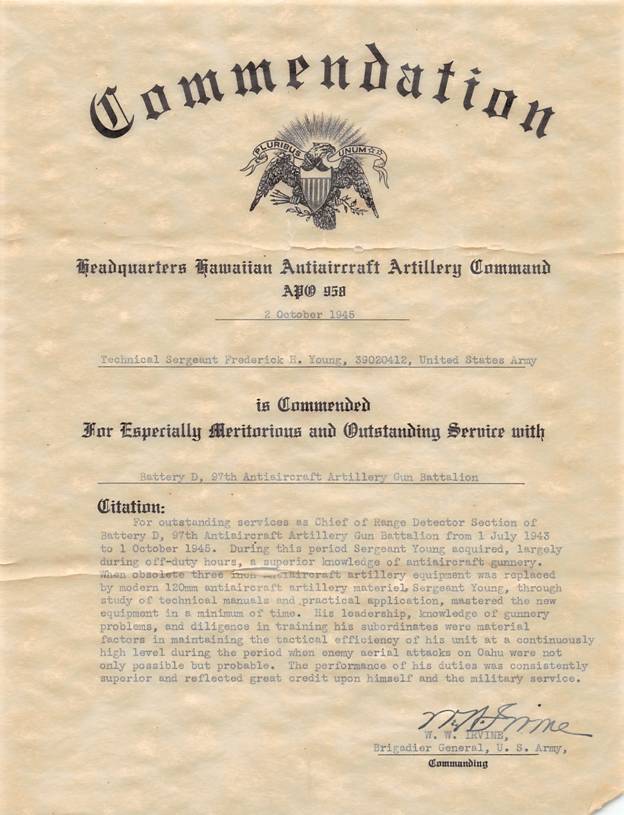 Commendation
PLURIBUS UNUM
Headquarters Hawaiian Antiaircraft Artillery Command
APO 958
2 October 1945
Technical Sergeant Frederick H. Young, 39020412, United States Army
is Commended
For Especially Meritorious and Outstanding Service with
Battery D, 97th Antiaircraft Artillery Gun Battalion
Citation:
For outstanding services as Chief of Range Detector Section of
Battery D, 97th Antiaircraft Artillery Gun Battalion from 1 July 1943
to 1 October 1945. During this period Sergeant Young acquired, largely
during off-duty hours, a superior knowledge of antiaircraft gunnery.
When obsolete three inch antiaircraft artillery equipment was replaced
by modern 120mm antiaircraft artillery materiel, Sergeant Young, through
study of technical manuals and practical application, mastered the new
equipment in a minimum of time. His leadership, knowledge of gunnery
problems, and diligence in training his subordinates were material
factors in maintaining the tactical efficiency of his unit at a continuously
high level during the period when enemy aerial attacks on Oahu were not
only possible but probable. The performance of his duties was consistently
superior and reflected great credit upon himself and the military service.
W. W. Irvine
W. W. IRVINE,
Brigadier General, U. S. Army,
Commanding